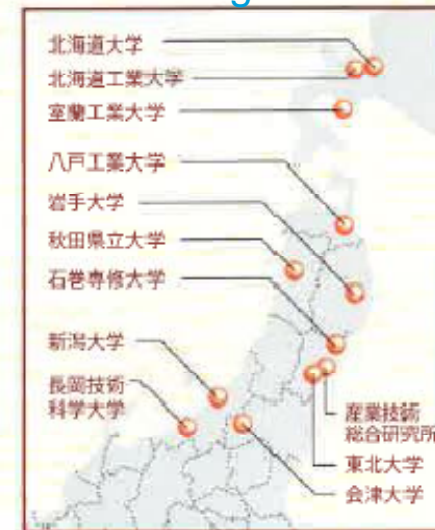 北海道大学
北海道工業大学
室蘭工業大学
八戸工業大学
岩手大学
秋田県立大学
石巻専修大学
新潟大学
長岡技術
科学大学
産業技術
総合研究所
東北大学
会津大学